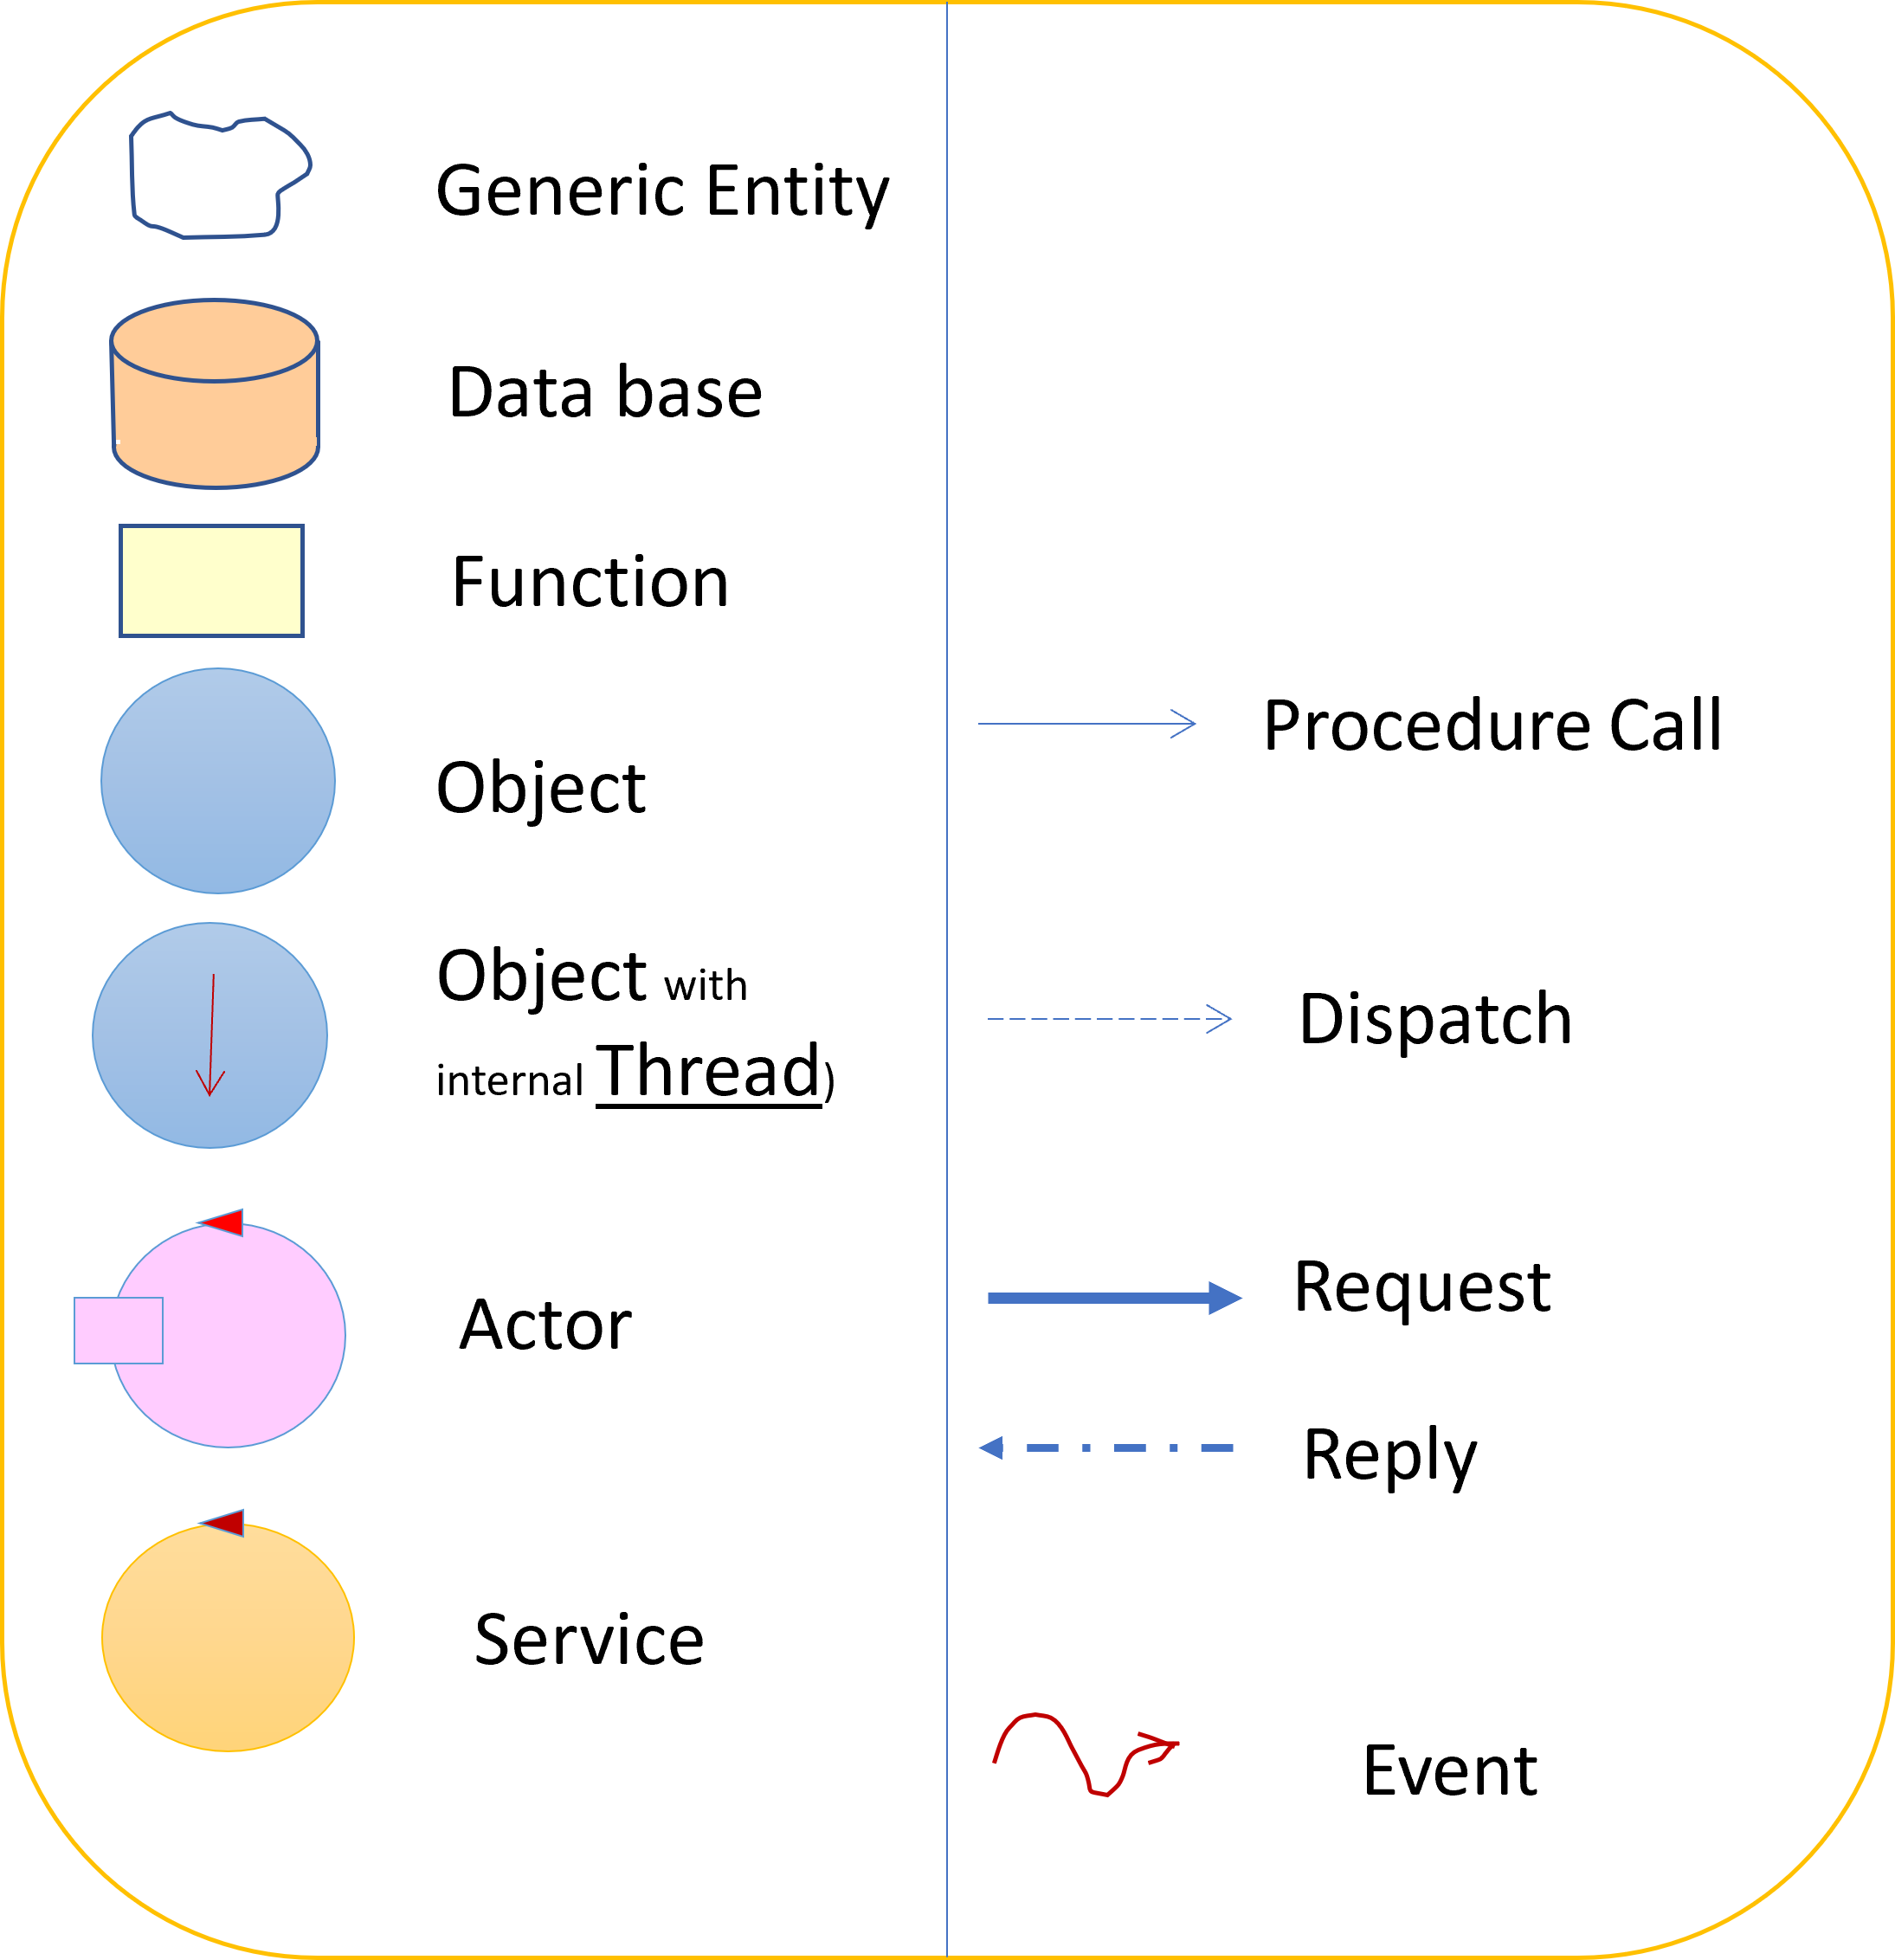 Generic Entity
Data base
Function
Object
Object with
internal Thread)
Actor
Service
Procedure Call
Dispatch
Request
Reply
Event